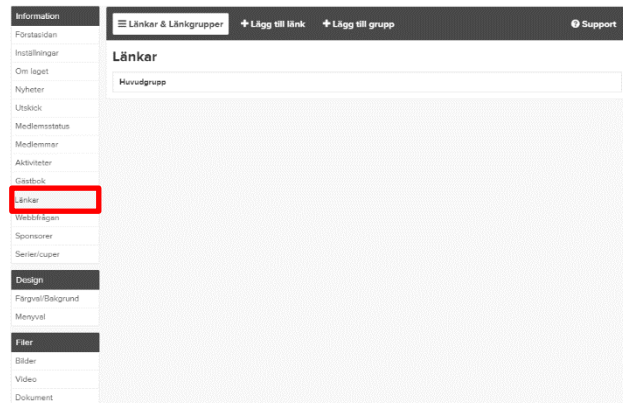 Information
Förstasidan
Inställningar
Om laget
Nyheter
Utskick
Medlemsstatus
Medlemmar
Aktiviteter
Gästbok
Länkar
Webbfrågan
Sponsorer
Serier/cuper
Design
Färgval/Bakgrund
Menyval
Filer
Bilder
Video
Dokument
Länkar & Länkgrupper
Lägg till länk
Lägg till grupp
Support
Länkar
Huvudgrupp